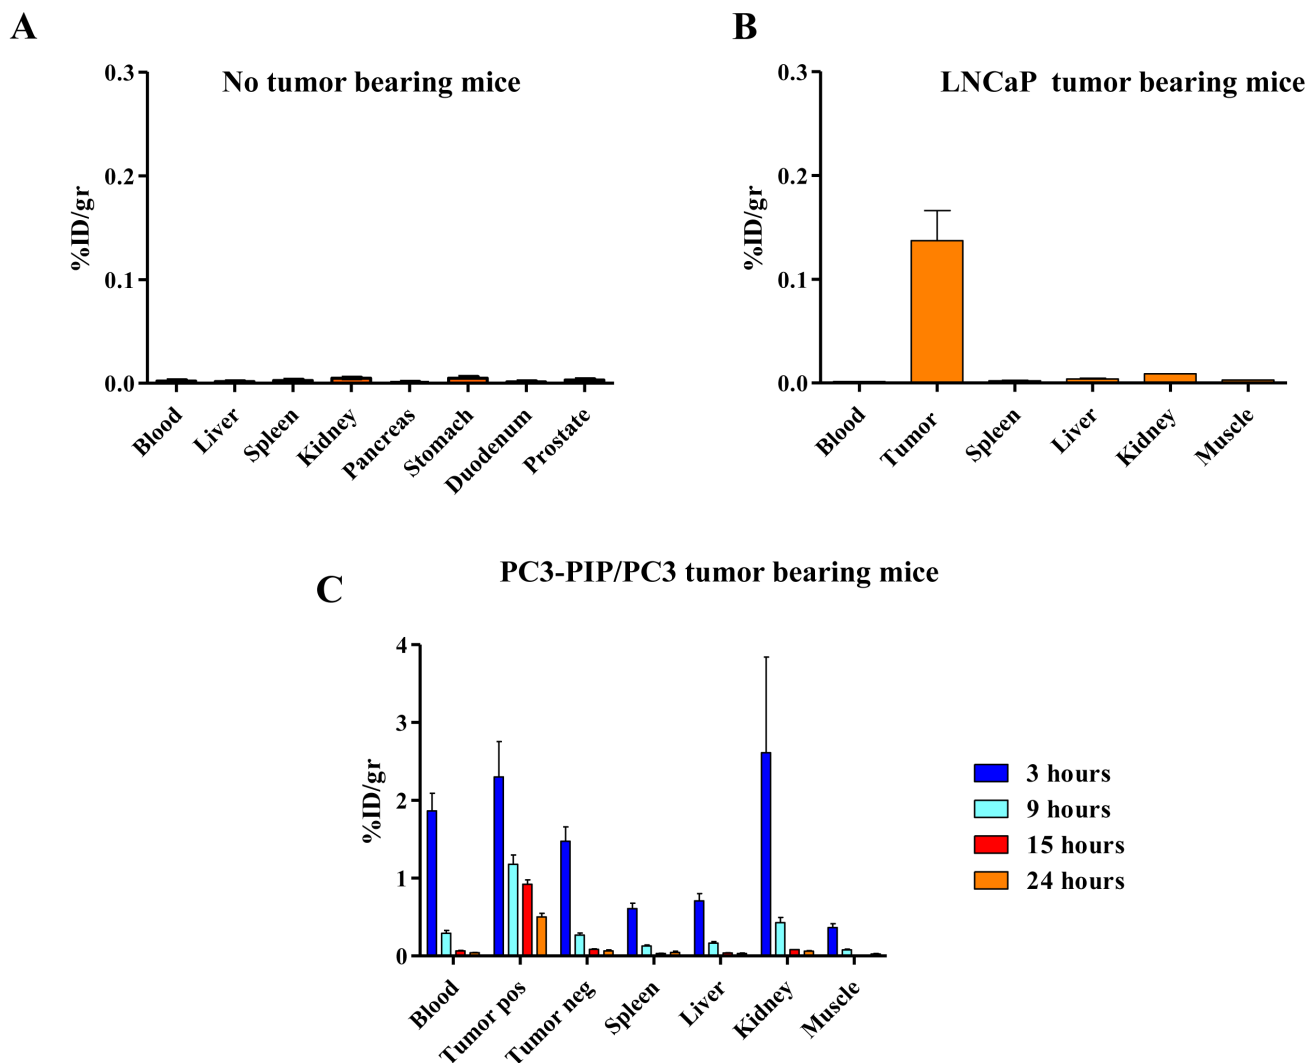 A
No tumor bearing mice
%ID/gr
0.3
0.2
0.1
0.0
Blood
Liver
Spleen
Kidney
Pancreas
Stomach
Duodenum
Prostate
B
LNCaP tumor bearing mice
%ID/gr
0.3
0.2
0.1
0.0
Blood
Tumor
Spleen
Liver
Kidney
Muscle
C
PC3-PIP/PC3 tumor bearing mice
%ID/gr
4
3
2
1
0
Blood
Tumor pos
Tumor neg
Spleen
Liver
Kidney
Muscle
3 hours
9 hours
15 hours
24 hours